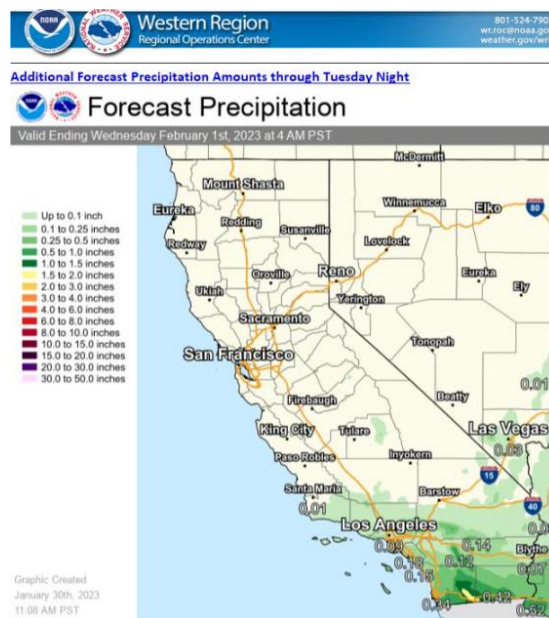 NOAA
Western Region
Regional Operations Center
801-524-790
wr.roc@noaa.go
weather.gov/wr
Additional Forecast Precipitation Amounts through Tuesday Night
Forecast Precipitation
Valid Ending Wednesday February 1st, 2023 at 4 AM PST
Up to 0.1 inch
0.1 to 0.25 inches
0.25 to 0.5 inches
0.5 to 1.0 inches
1.0 to 1.5 inches
1.5 to 2.0 inches
2.0 to 3.0 inches
3.0 to 4.0 inches
4.0 to 6.0 inches
6.0 to 8.0 inches
8.0 to 10.0 inches
10.0 to 15.0 inches
15.0 to 20.0 inches
20.0 to 30.0 inches
30.0 to 50.0 inches
McDermitt
Mount Shasta
Winnemucca
Elko
80
Eureka
Redding
Susanville
Lovelock
Redway
Oroville
Reno
Eureka
Ely
Ukiah
Yerington
Sacramento
Tonopah
San Francisco
0.01
Firebaugh
Beatty
King City
Tulare
Las Vegas
0.03
Paso Robles
Inyokern
15
Santa Maria
0.01
Barstow
40
Los Angeles
0.09
0.14
Blythe
0.18
0.12
0.07
0.15
0.34
0.42
0.52
Graphic Created
January 30th, 2023
11:08 AM PST